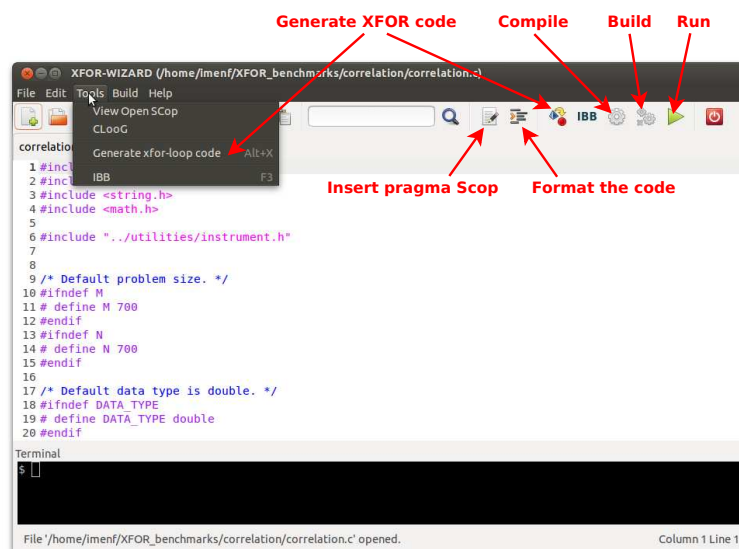 Generate XFOR code Compile Build Run
XFOR-WIZARD (/home/imenf/XFOR_benchmarks/correlation/correlation.c)
File Edit Tools Build Help
View Open SCop
CLooG
Generate xfor-loop code Alt+X
IBB F3
IBB
correlation
Insert pragma Scop Format the code
1 #incl
2 #incl
3 #include <string.h>
4 #include <math.h>
5
6 #include "../utilities/instrument.h"
7
8
9 /* Default problem size. */
10 #ifndef M
11 # define M 700
12 #endif
13 #ifndef N
14 # define N 700
15 #endif
16
17 /* Default data type is double. */
18 #ifndef DATA_TYPE
19 # define DATA_TYPE double
20 #endif
Terminal
$
File '/home/imenf/XFOR_benchmarks/correlation/correlation.c' opened. Column 1 Line 1